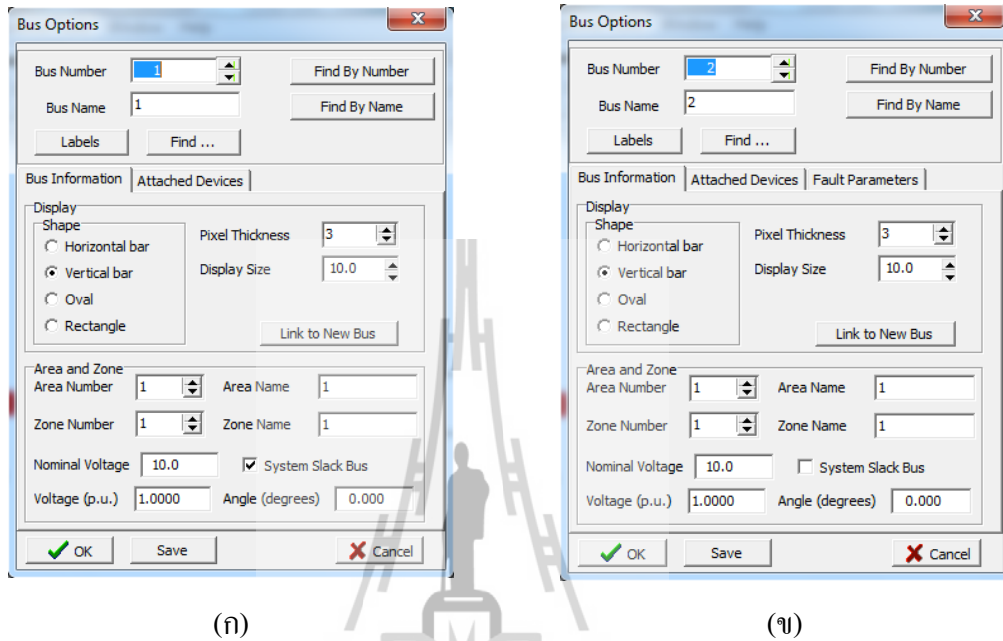 Bus Options
Bus Number 1 Find By Number
Bus Name 1 Find By Name
Labels Find ...
Bus Information Attached Devices
Display
Shape
Horizontal bar
Vertical bar
Oval
Rectangle
Pixel Thickness 3
Display Size 10.0
Link to New Bus
Area and Zone
Area Number 1 Area Name 1
Zone Number 1 Zone Name 1
Nominal Voltage 10.0 System Slack Bus
Voltage (p.u.) 1.0000 Angle (degrees) 0.000
OK Save Cancel
(ก)
Bus Options
Bus Number 2 Find By Number
Bus Name 2 Find By Name
Labels Find ...
Bus Information Attached Devices Fault Parameters
Display
Shape
Horizontal bar
Vertical bar
Oval
Rectangle
Pixel Thickness 3
Display Size 10.0
Link to New Bus
Area and Zone
Area Number 1 Area Name 1
Zone Number 1 Zone Name 1
Nominal Voltage 10.0 System Slack Bus
Voltage (p.u.) 1.0000 Angle (degrees) 0.000
OK Save Cancel
(ข)